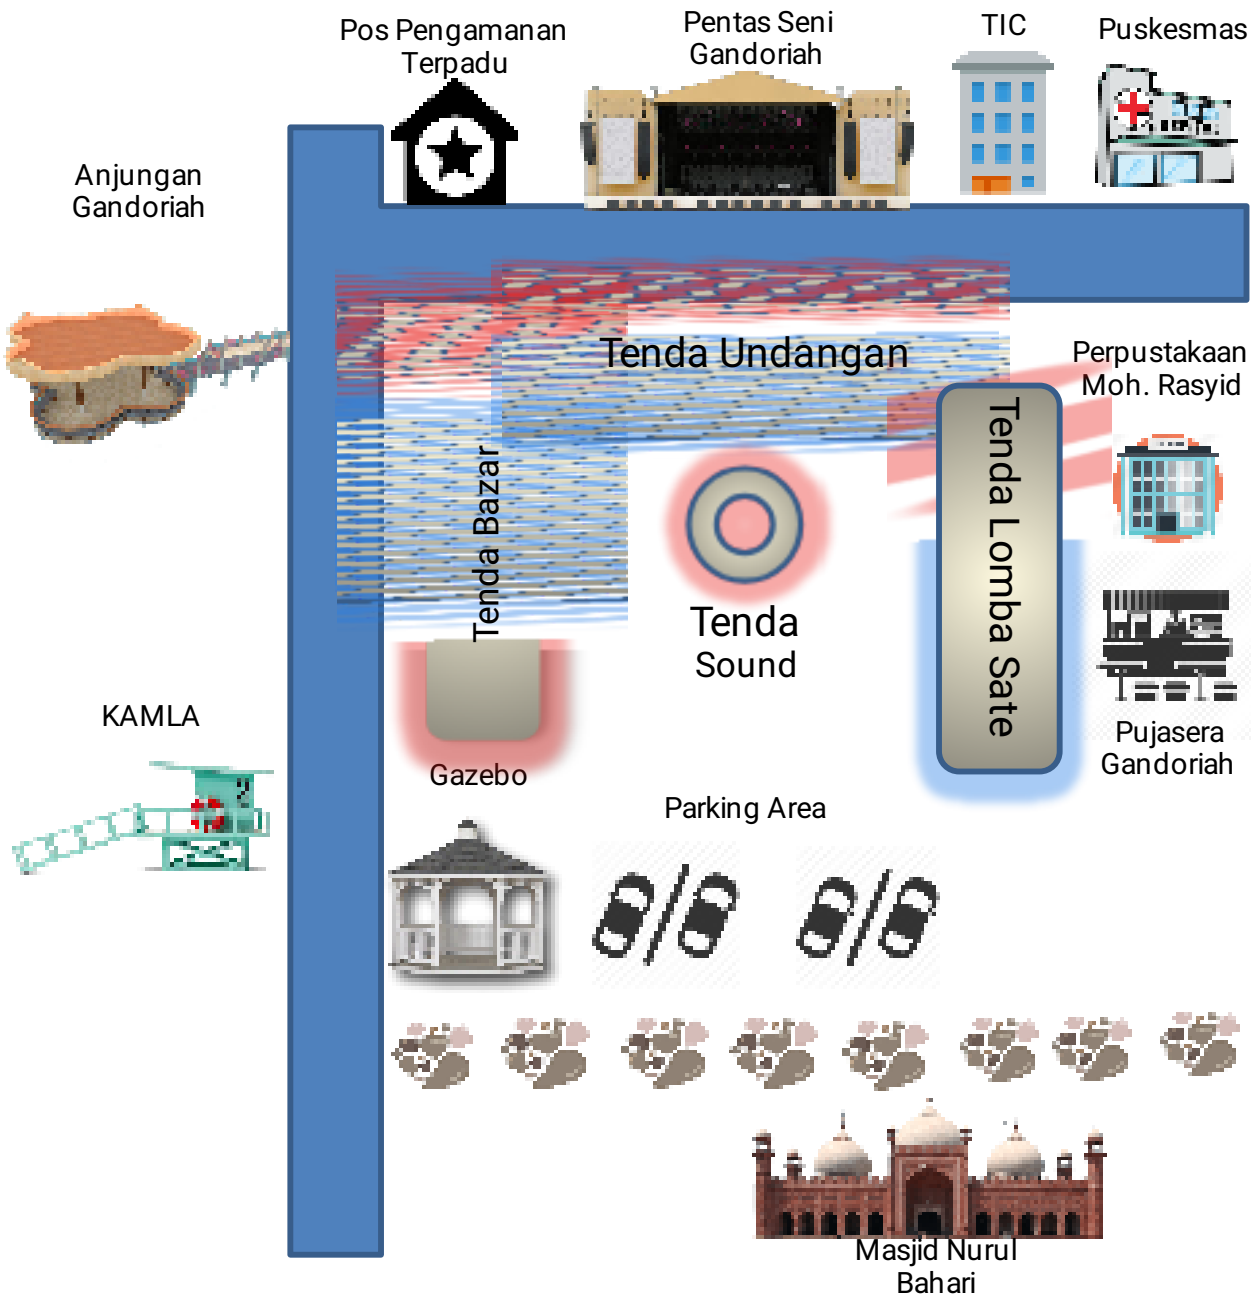 Pos Pengamanan
Terpadu
Pentas Seni
Gandoriah
TIC
Puskesmas
Anjungan
Gandoriah
Tenda Undangan
Perpustakaan
Moh. Rasyid
Tenda Bazar
Tenda Lomba Sate
Tenda
Sound
KAMLA
Pujasera
Gandoriah
Gazebo
Parking Area
Masjid Nurul
Bahari